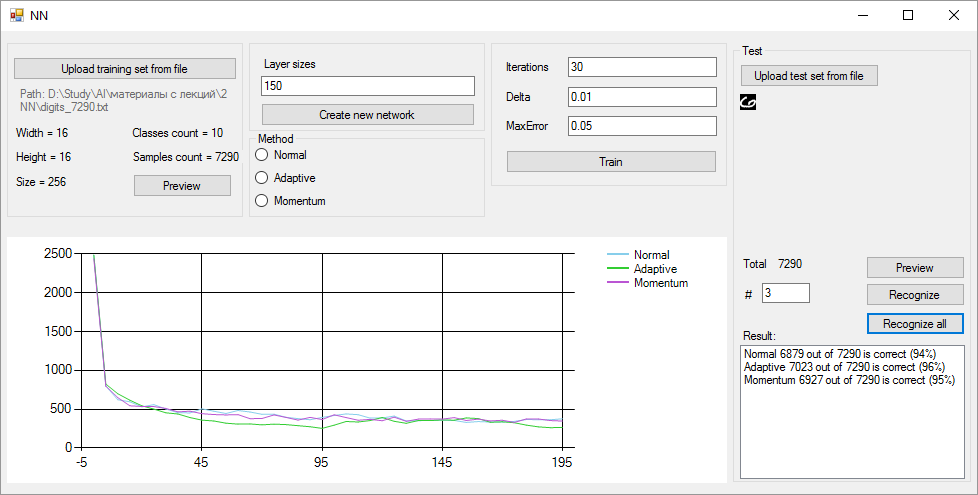 NN
Upload training set from file
Path: D:\Study\AI\материалы с лекций\2
NN\digits_7290.txt
Width = 16
Classes count = 10
Height = 16
Samples count = 7290
Size = 256
Preview
Layer sizes
150
Create new network
Method
Normal
Adaptive
Momentum
Iterations
30
Delta
0.01
MaxError
0.05
Train
Test
Upload test set from file
Total 7290
Preview
# 3
Recognize
Recognize all
Result:
Normal 6879 out of 7290 is correct (94%)
Adaptive 7023 out of 7290 is correct (96%)
Momentum 6927 out of 7290 is correct (95%)
2500
2000
1500
1000
500
0
-5
45
95
145
195
Normal
Adaptive
Momentum